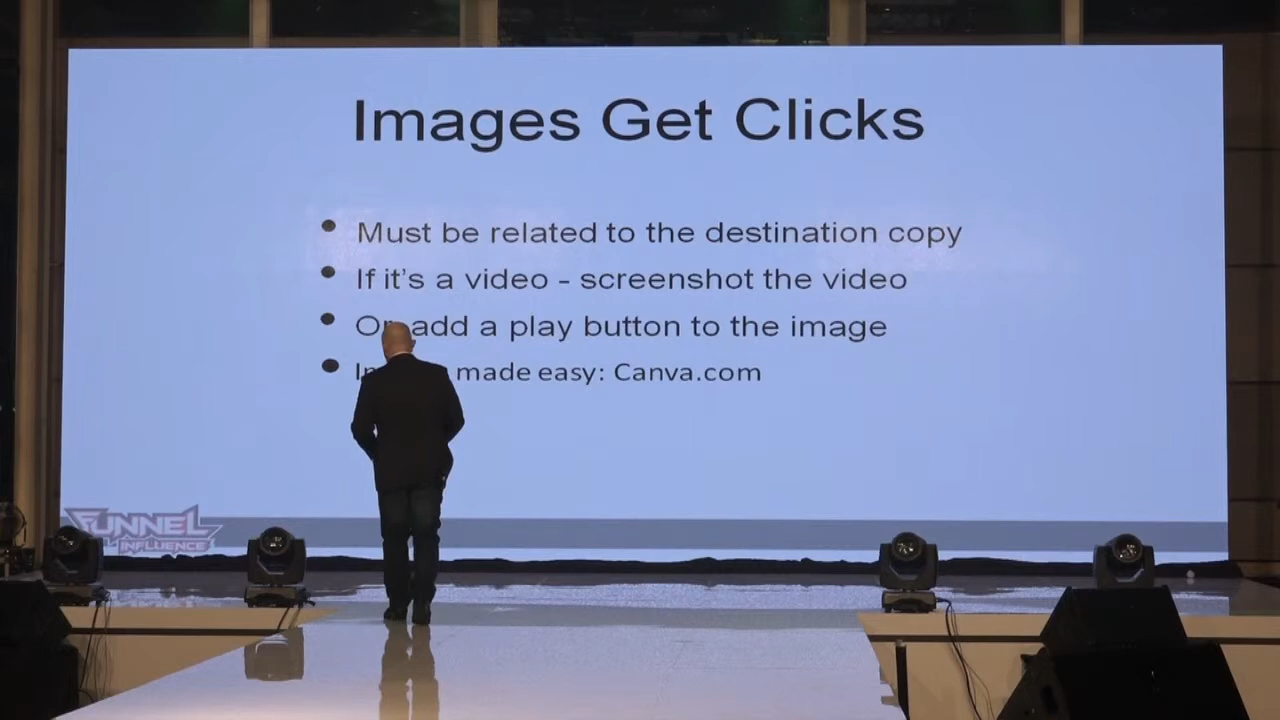 Images Get Clicks
• Must be related to the destination copy
• If it's a video - screenshot the video
• Or add a play button to the image
• made easy: Canva.com
FUNNEL
INFLUENCE